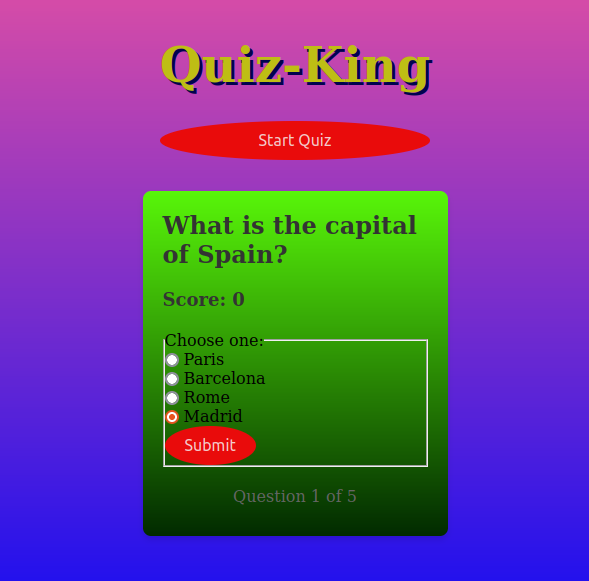 Quiz-King
Start Quiz
What is the capital
of Spain?
Score: 0
Choose one:
Paris
Barcelona
Rome
Madrid
Submit
Question 1 of 5